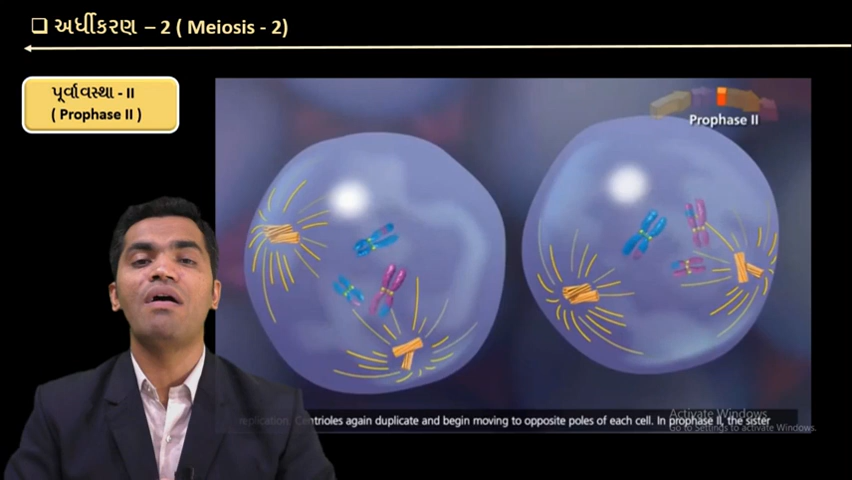 ❑ અર્ધીકરણ – 2 ( Meiosis - 2)
પૂર્વાવસ્થા - II
( Prophase II )
Prophase II
replication. Centrioles again duplicate and begin moving to opposite poles of each cell. In prophase II, the sister
Activate Windows
Go to Settings to activate Windows.